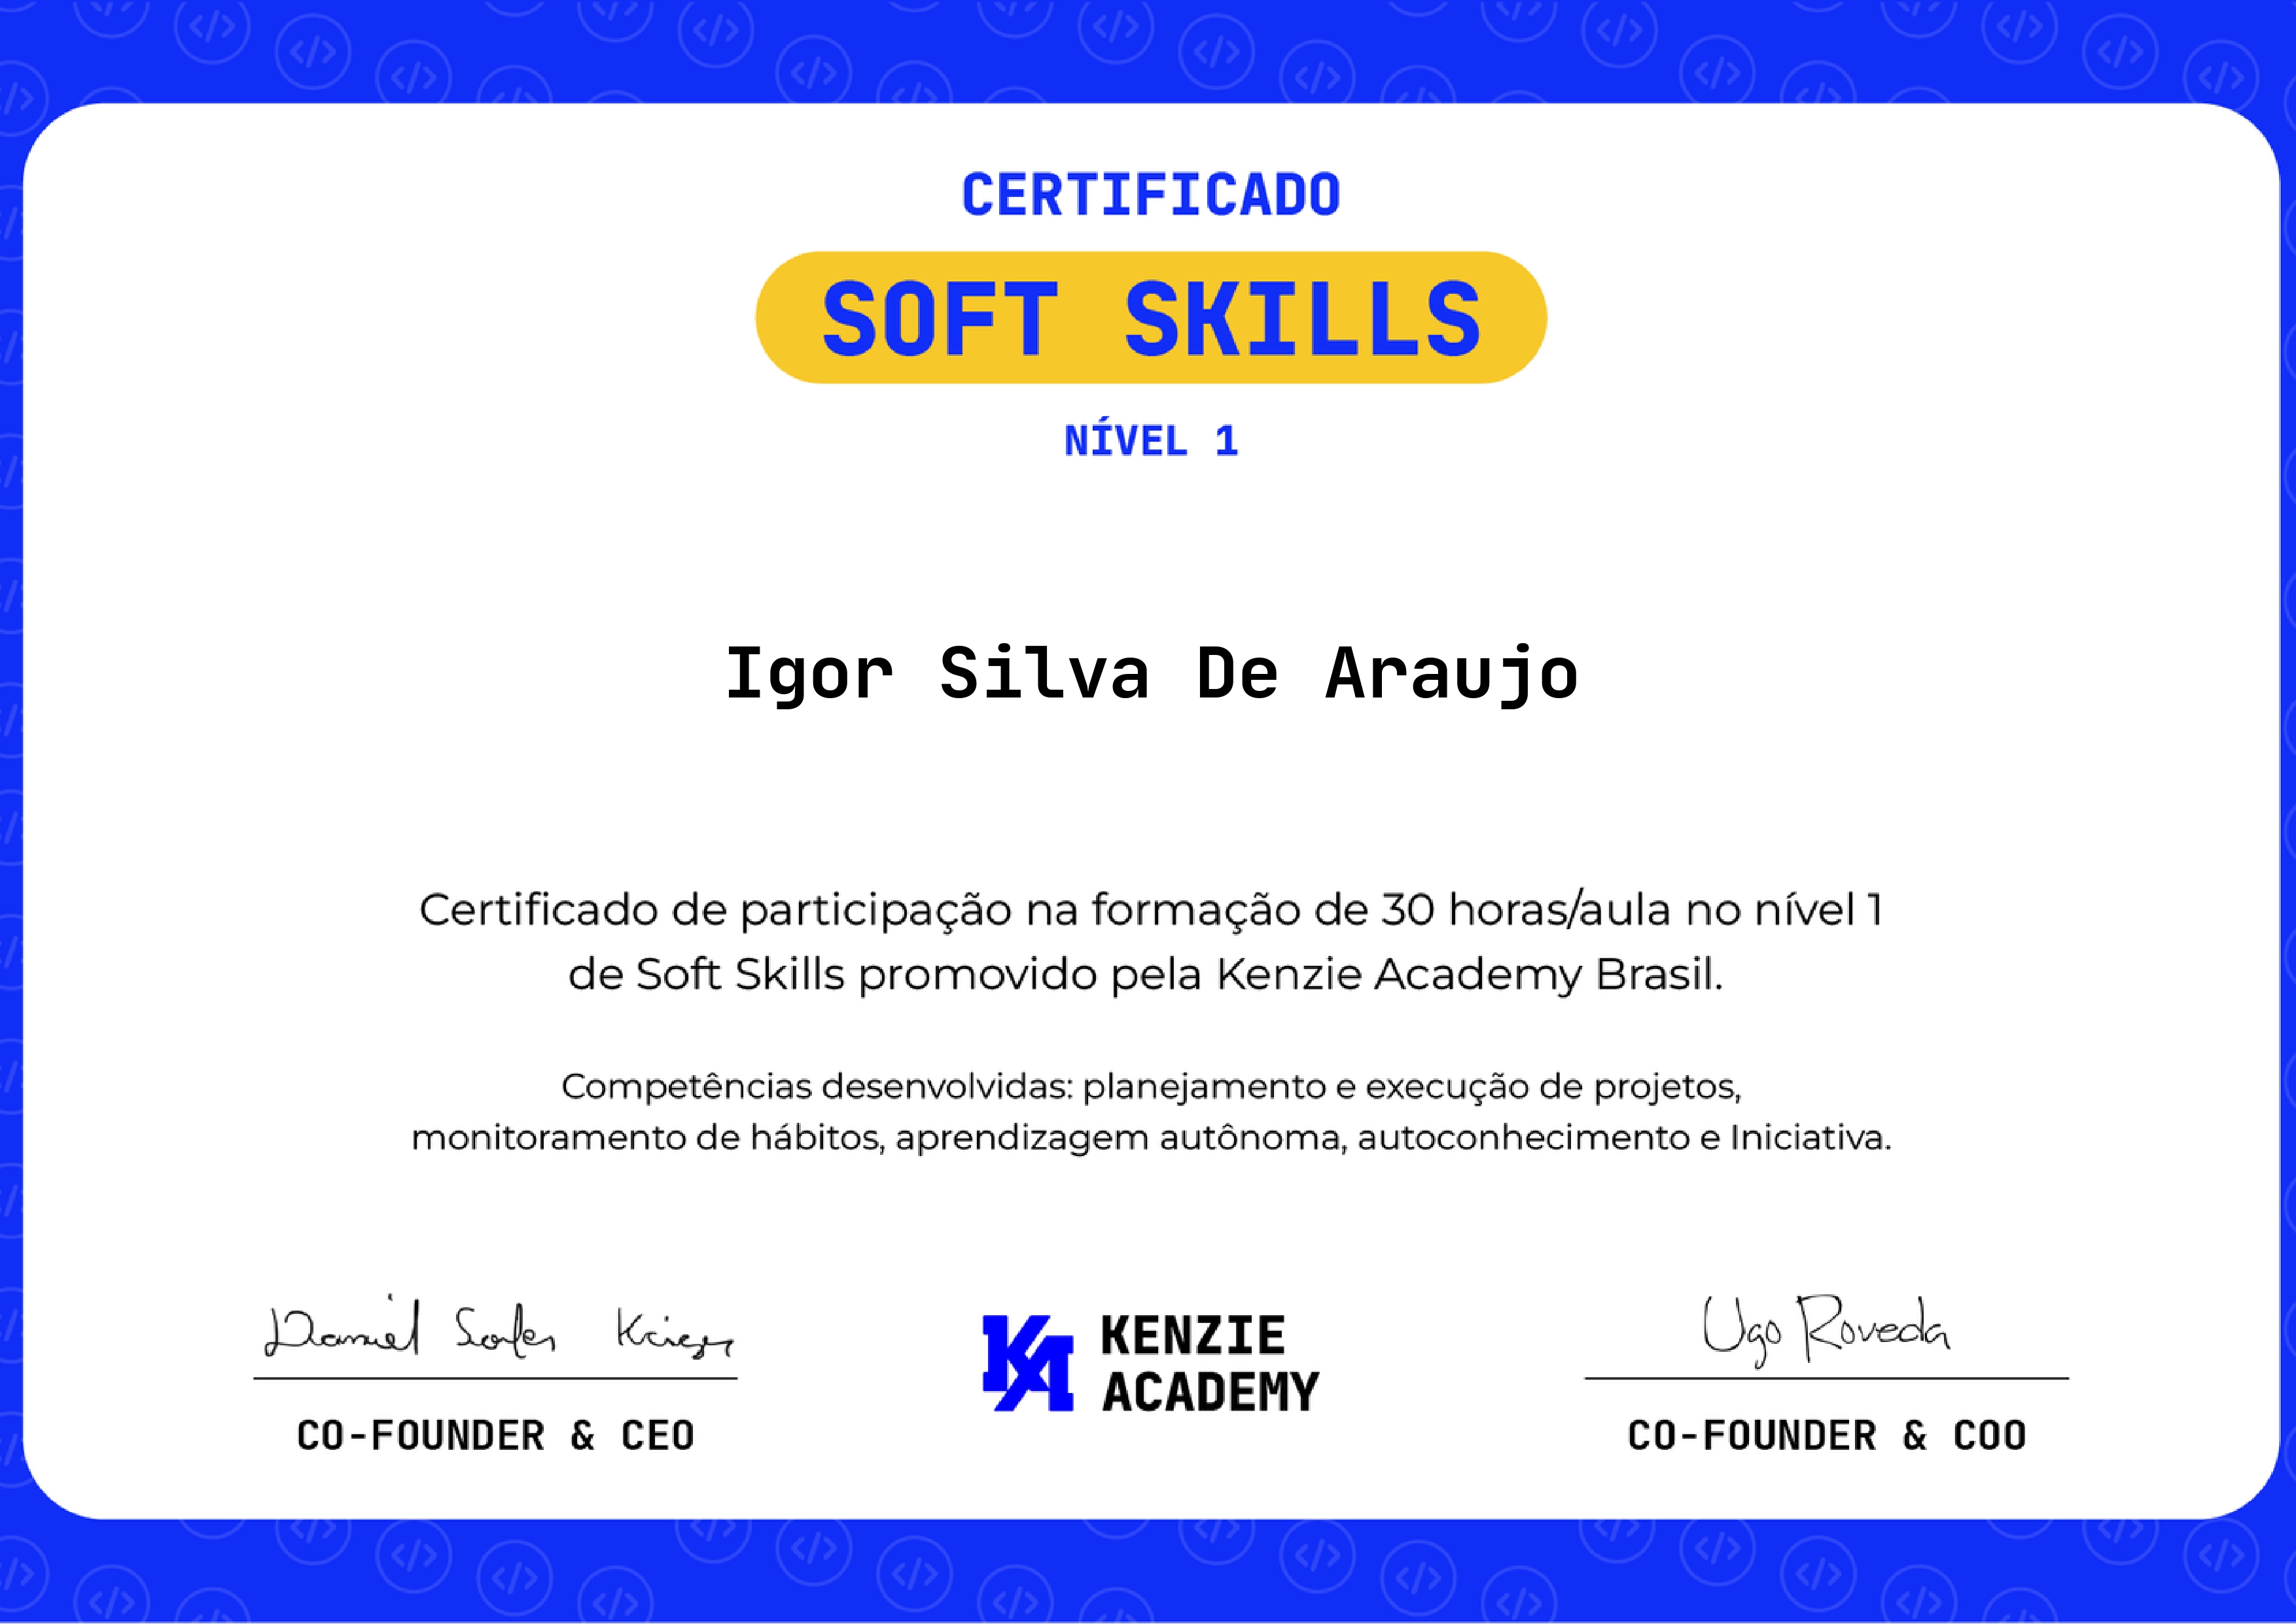 CERTIFICADO
SOFT SKILLS
NÍVEL 1
Igor Silva De Araujo
Certificado de participação na formação de 30 horas/aula no nível 1
de Soft Skills promovido pela Kenzie Academy Brasil.
Competências desenvolvidas: planejamento e execução de projetos,
monitoramento de hábitos, aprendizagem autônoma, autoconhecimento e Iniciativa.
Daniel
Ugo Roveda
KENZIE
ACADEMY
CO-FOUNDER & CEO
CO-FOUNDER & COO